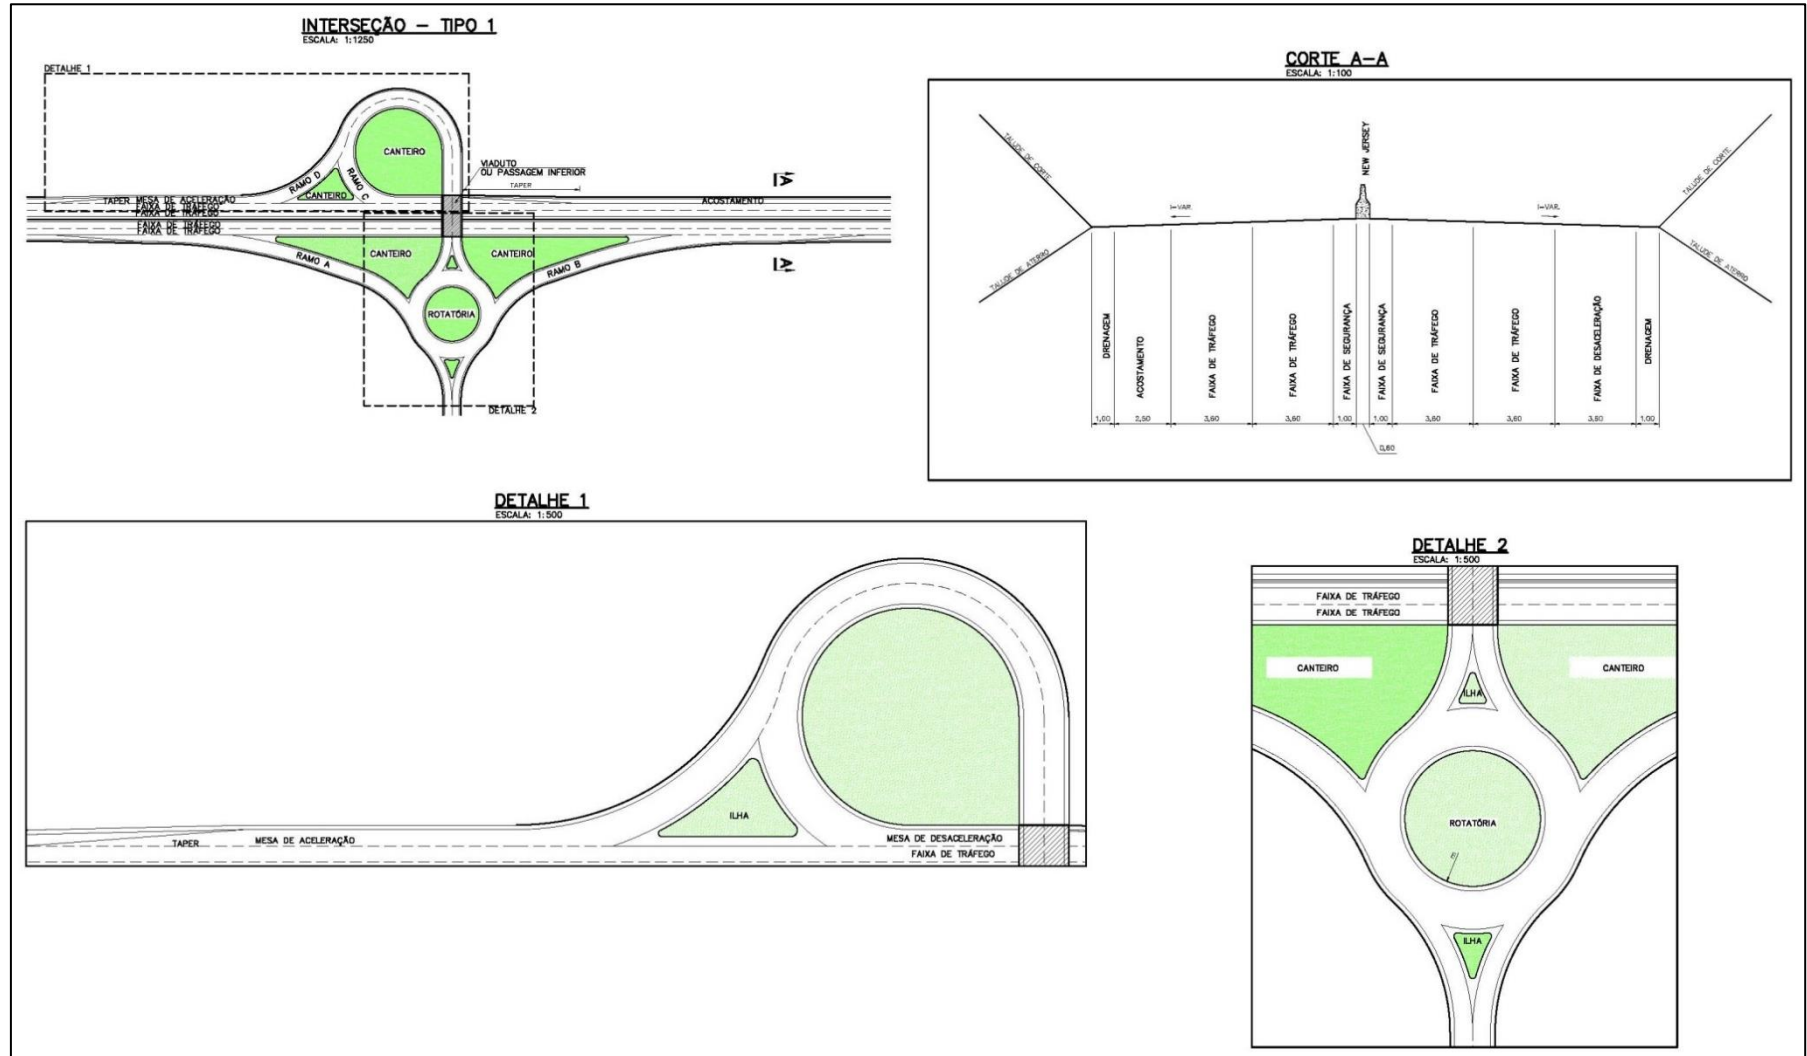 INTERSEÇÃO - TIPO 1
ESCALA: 1:1250
DETALHE 1
CANTEIRO
RAMO D
RAMO C
CANTEIRO
VIADUTO
OU PASSAGEM INFERIOR
TAPER
A
TAPER MESA DE ACELERAÇÃO
ACOSTAMENTO
FAIXA DE TRÁFEGO
FAIXA DE TRÁFEGO
FAIXA DE TRÁFEGO
FAIXA DE TRÁFEGO
RAMO A
CANTEIRO
CANTEIRO
RAMO B
A
ROTATÓRIA
DETALHE 2
CORTE A-A
ESCALA: 1:100
TALUDE DE CORTE
NEW JERSEY
TALUDE DE CORTE
I=VAR.
I=VAR.
TALUDE DE ATERRO
TALUDE DE ATERRO
DRENAGEM
ACOSTAMENTO
FAIXA DE TRÁFEGO
FAIXA DE TRÁFEGO
FAIXA DE SEGURANÇA
FAIXA DE SEGURANÇA
FAIXA DE TRÁFEGO
FAIXA DE TRÁFEGO
FAIXA DE DESACELERAÇÃO
DRENAGEM
1,00 2,50 3,60 3,60 1,00 1,00 3,60 3,60 1,00
0,60
DETALHE 1
ESCALA: 1:500
ILHA
TAPER
MESA DE ACELERAÇÃO
MESA DE DESACELERAÇÃO
FAIXA DE TRÁFEGO
DETALHE 2
ESCALA: 1:500
FAIXA DE TRÁFEGO
FAIXA DE TRÁFEGO
CANTEIRO
CANTEIRO
ILHA
ROTATÓRIA
ILHA